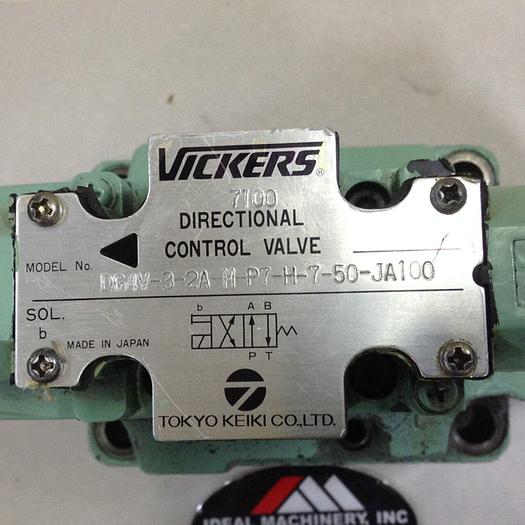 VICKERS®
7100
DIRECTIONAL
CONTROL VALVE
MODEL No. DG4V-3-2A-M-P7-H-7-50-JA100
SOL.
b
b A B
MADE IN JAPAN
P T
TOKYO KEIKI CO.,LTD.
IDEAL MACHINERY, INC